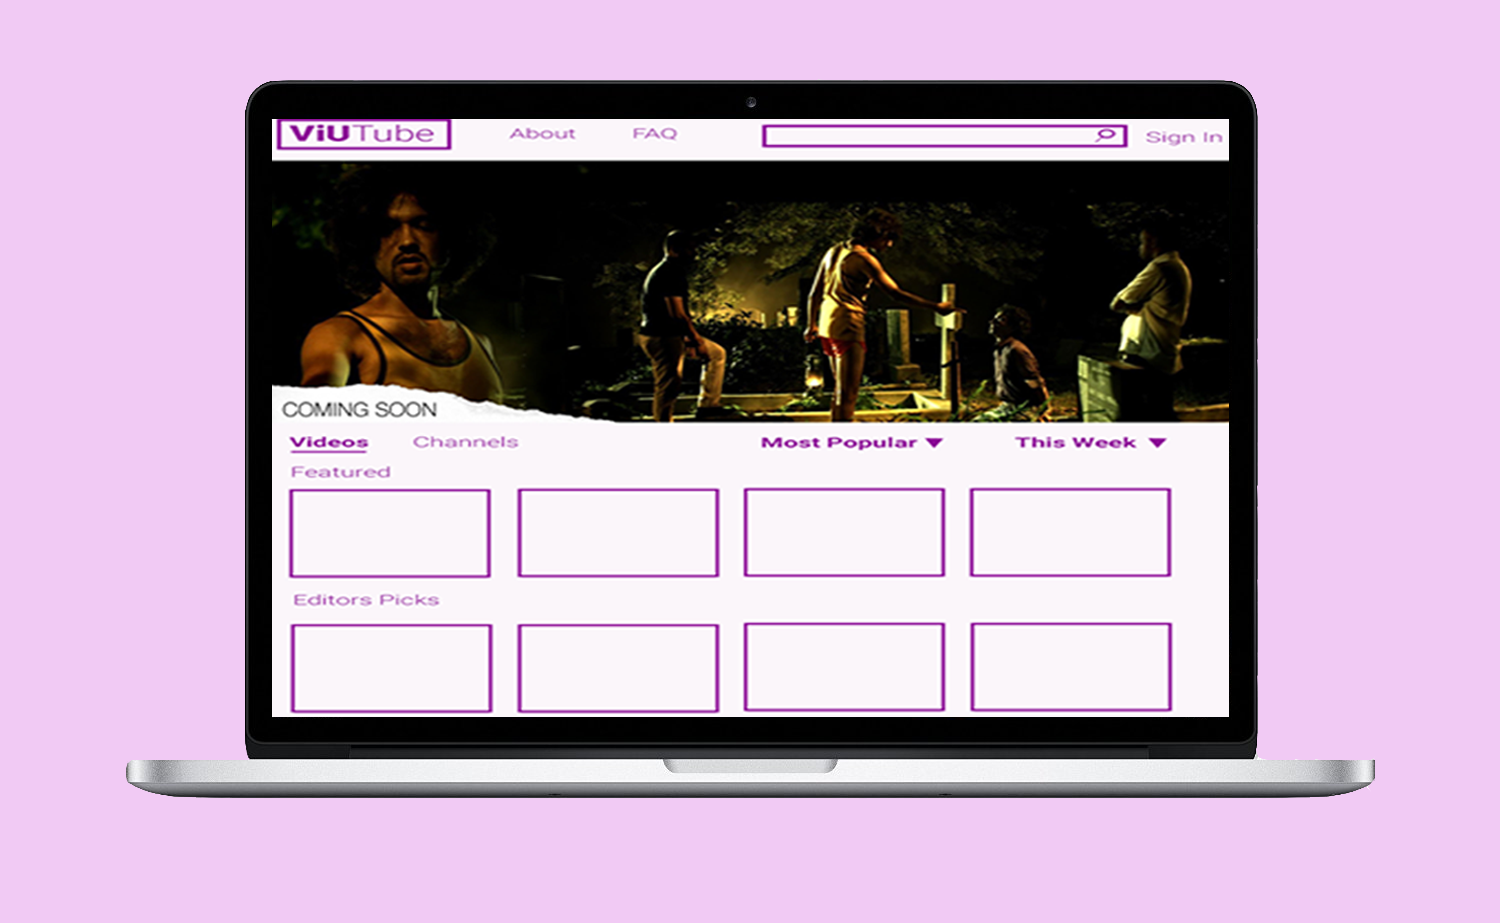 ViUTube About FAQ Sign In
COMING SOON
Videos Channels Most Popular This Week
Featured
Editors Picks